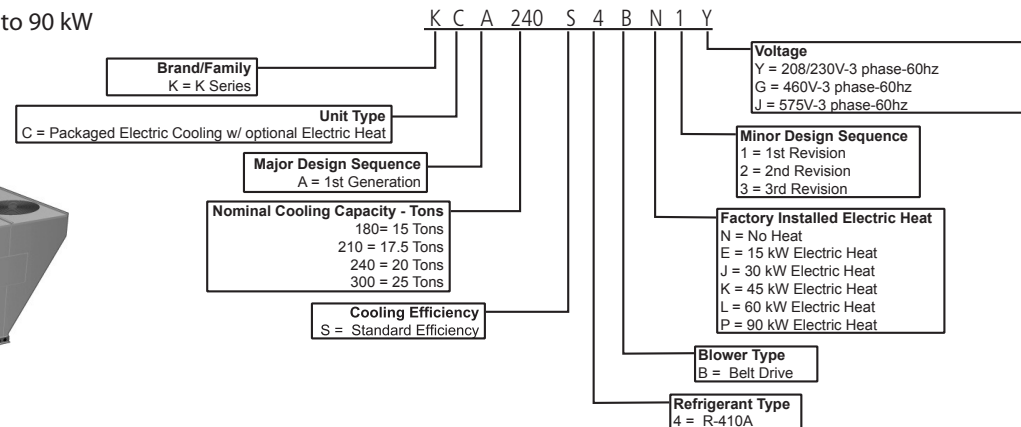 to 90 kW
K C A 240 S 4 B N 1 Y
Brand/Family
K = K Series
Unit Type
C = Packaged Electric Cooling w/ optional Electric Heat
Major Design Sequence
A = 1st Generation
Nominal Cooling Capacity - Tons
180= 15 Tons
210 = 17.5 Tons
240 = 20 Tons
300 = 25 Tons
Cooling Efficiency
S = Standard Efficiency
Voltage
Y = 208/230V-3 phase-60hz
G = 460V-3 phase-60hz
J = 575V-3 phase-60hz
Minor Design Sequence
1 = 1st Revision
2 = 2nd Revision
3 = 3rd Revision
Factory Installed Electric Heat
N = No Heat
E = 15 kW Electric Heat
J = 30 kW Electric Heat
K = 45 kW Electric Heat
L = 60 kW Electric Heat
P = 90 kW Electric Heat
Blower Type
B = Belt Drive
Refrigerant Type
4 = R-410A